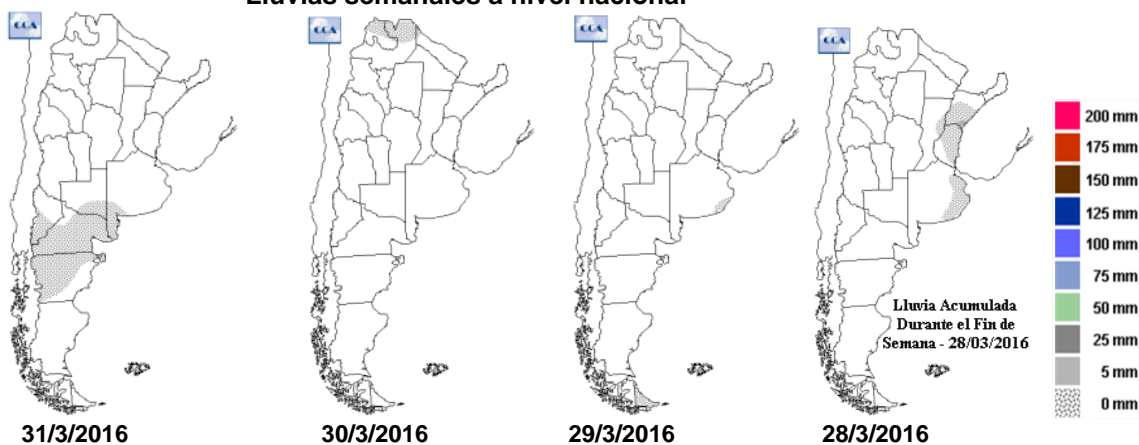 Lluvias semanales a nivel nacional
CCA
CCA
CCA
CCA
200 mm
175 mm
150 mm
125 mm
100 mm
75 mm
50 mm
25 mm
5 mm
0 mm
Lluvia Acumulada
Durante el Fin de
Semana - 28/03/2016
31/3/2016
30/3/2016
29/3/2016
28/3/2016